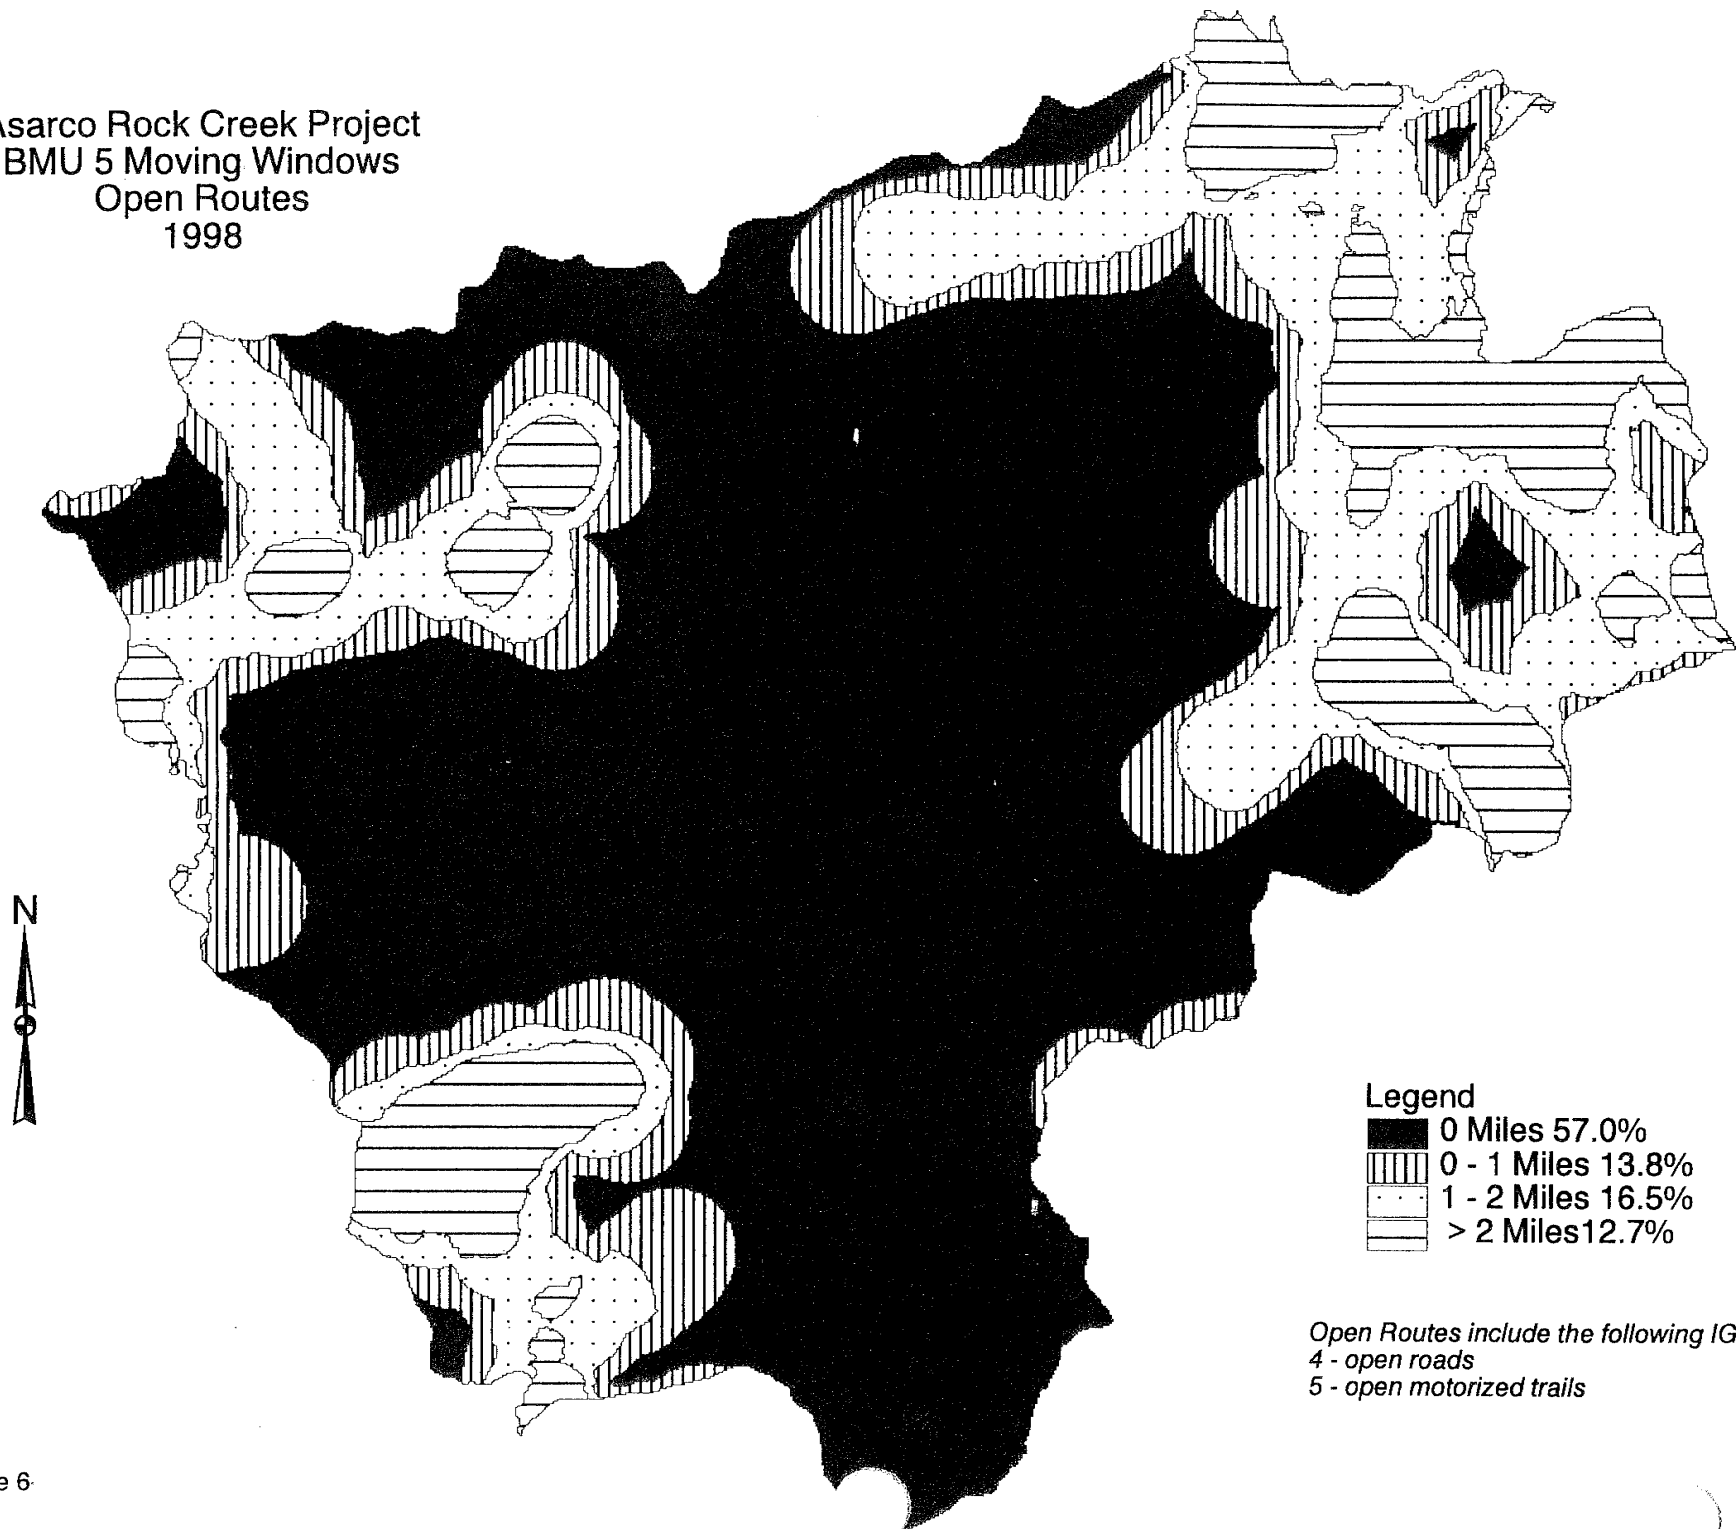 Asarco Rock Creek Project
BMU 5 Moving Windows
Open Routes
1998
N
Legend
0 Miles 57.0%
0 - 1 Miles 13.8%
1 - 2 Miles 16.5%
> 2 Miles12.7%
Open Routes include the following IG
4 - open roads
5 - open motorized trails
e 6